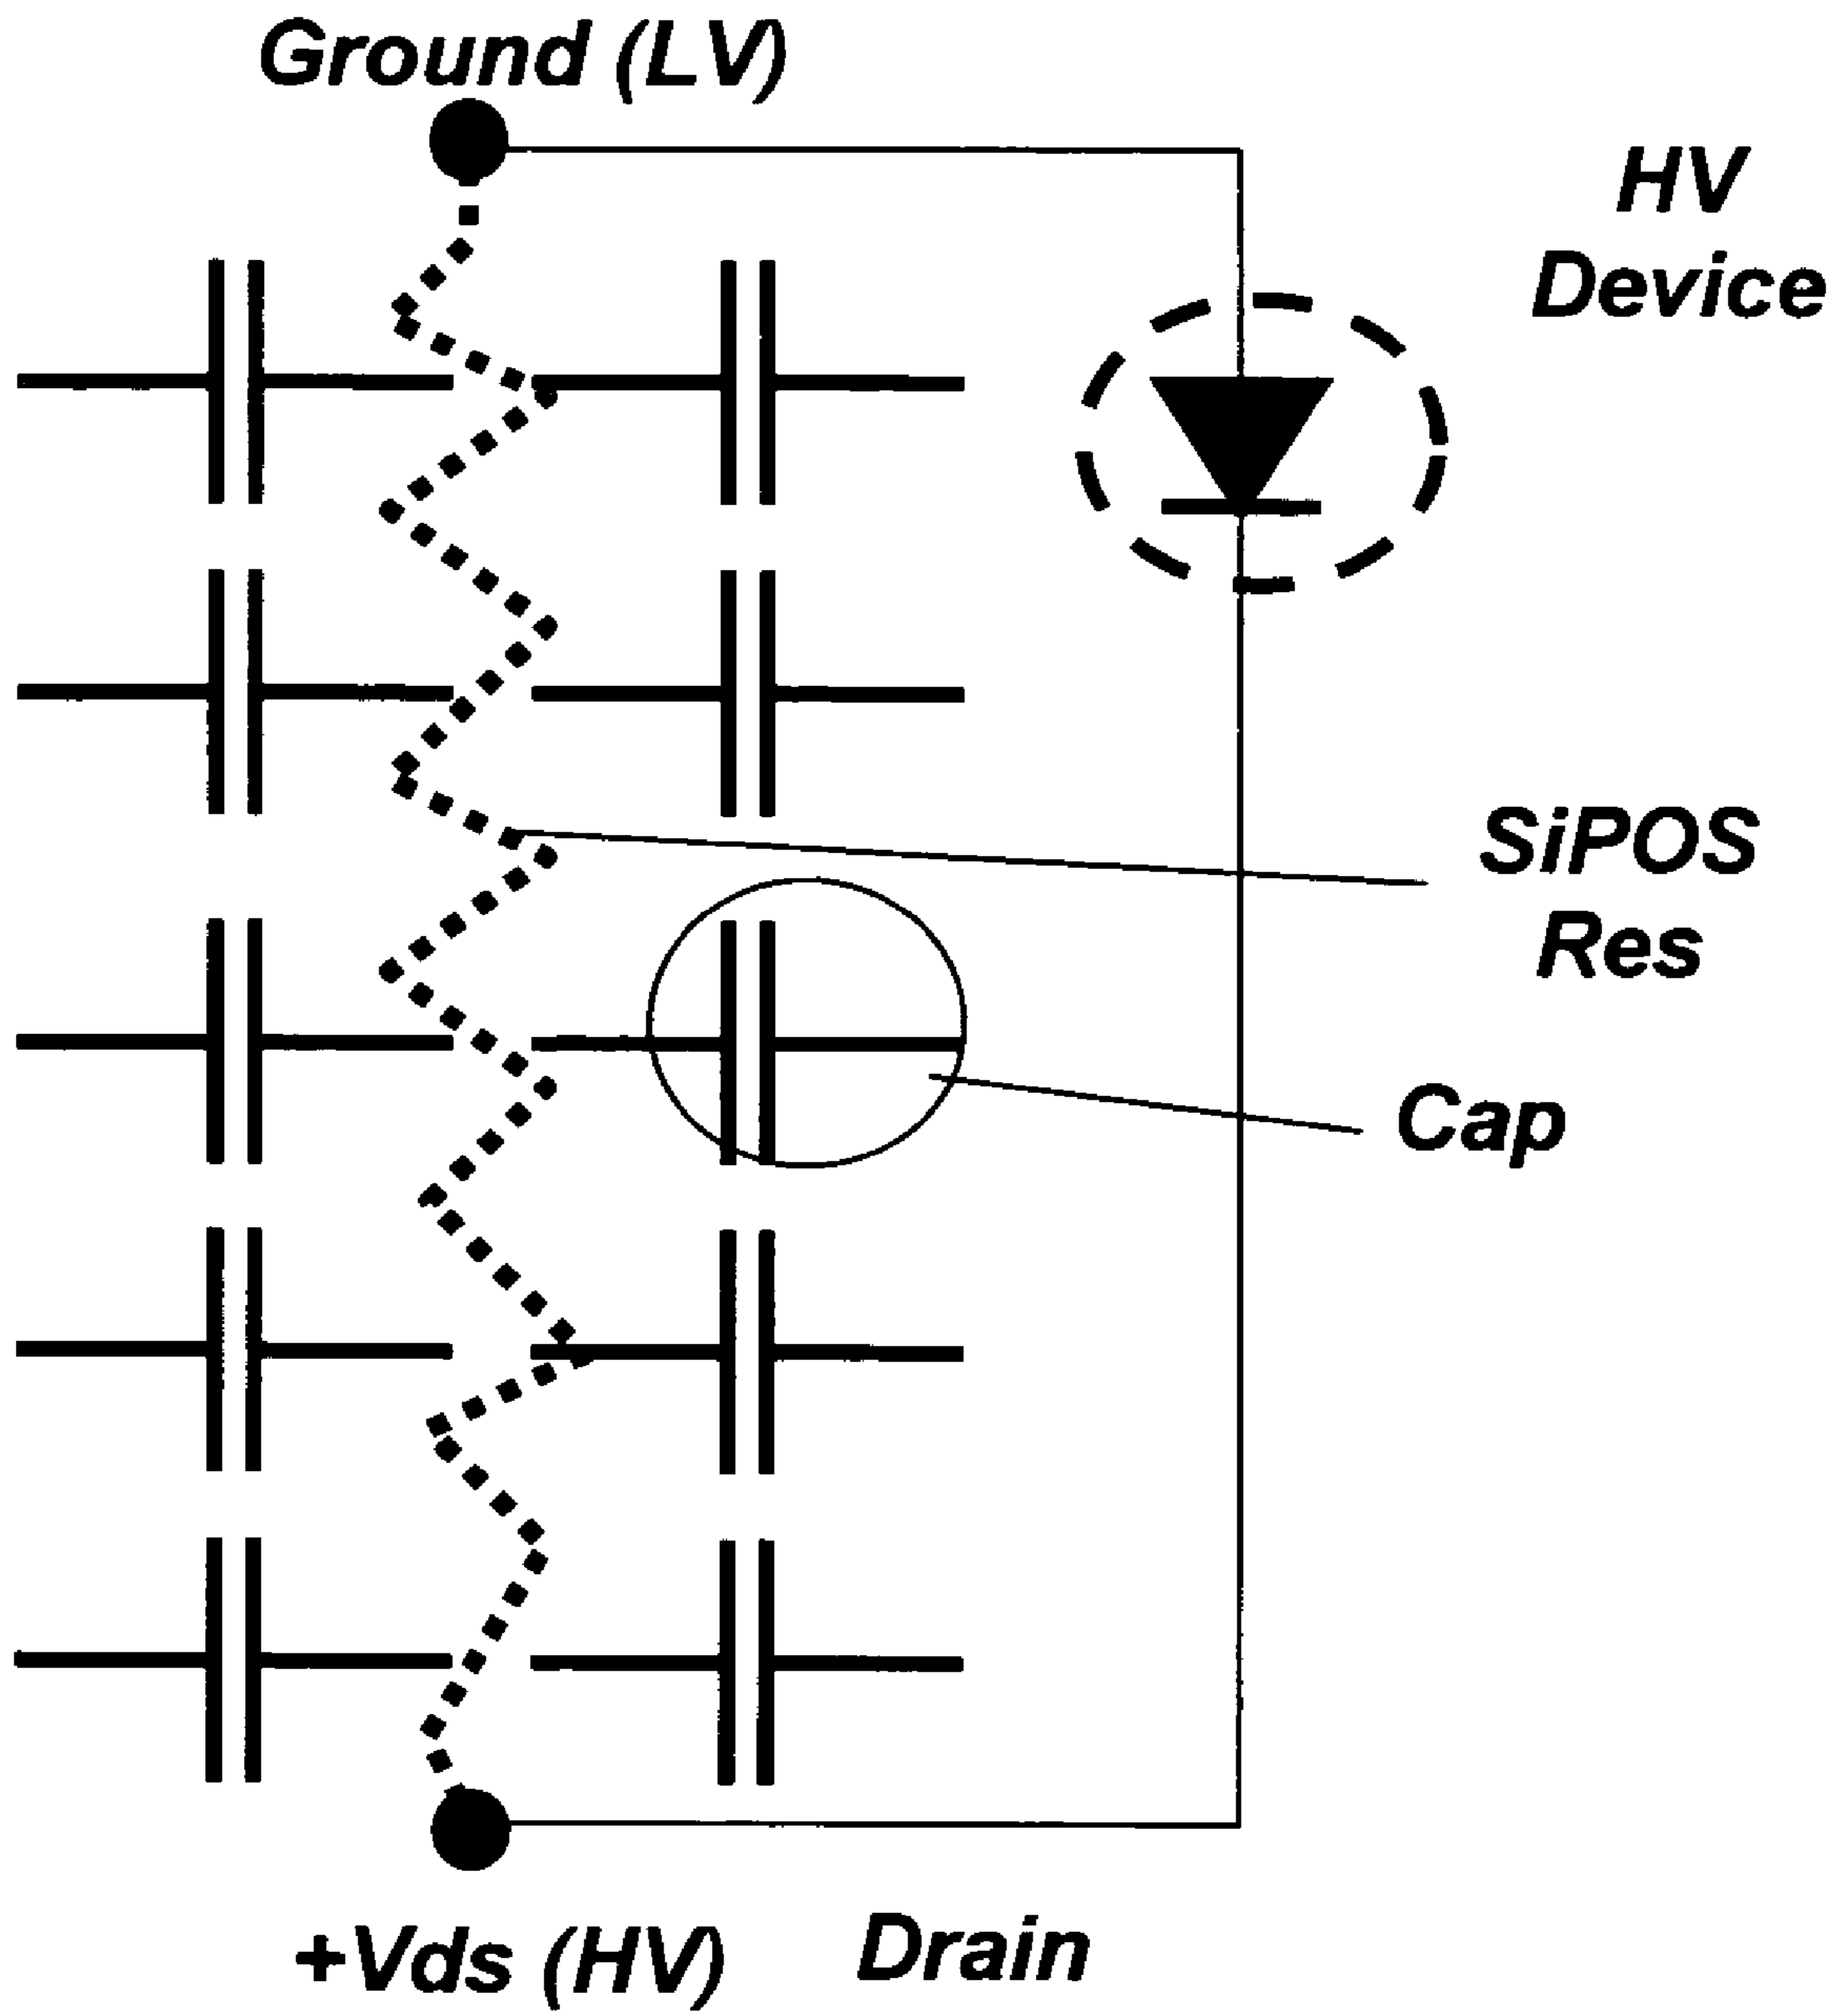 Ground (LV)
HV
Device
SiPOS
Res
Cap
+Vds (HV)
Drain